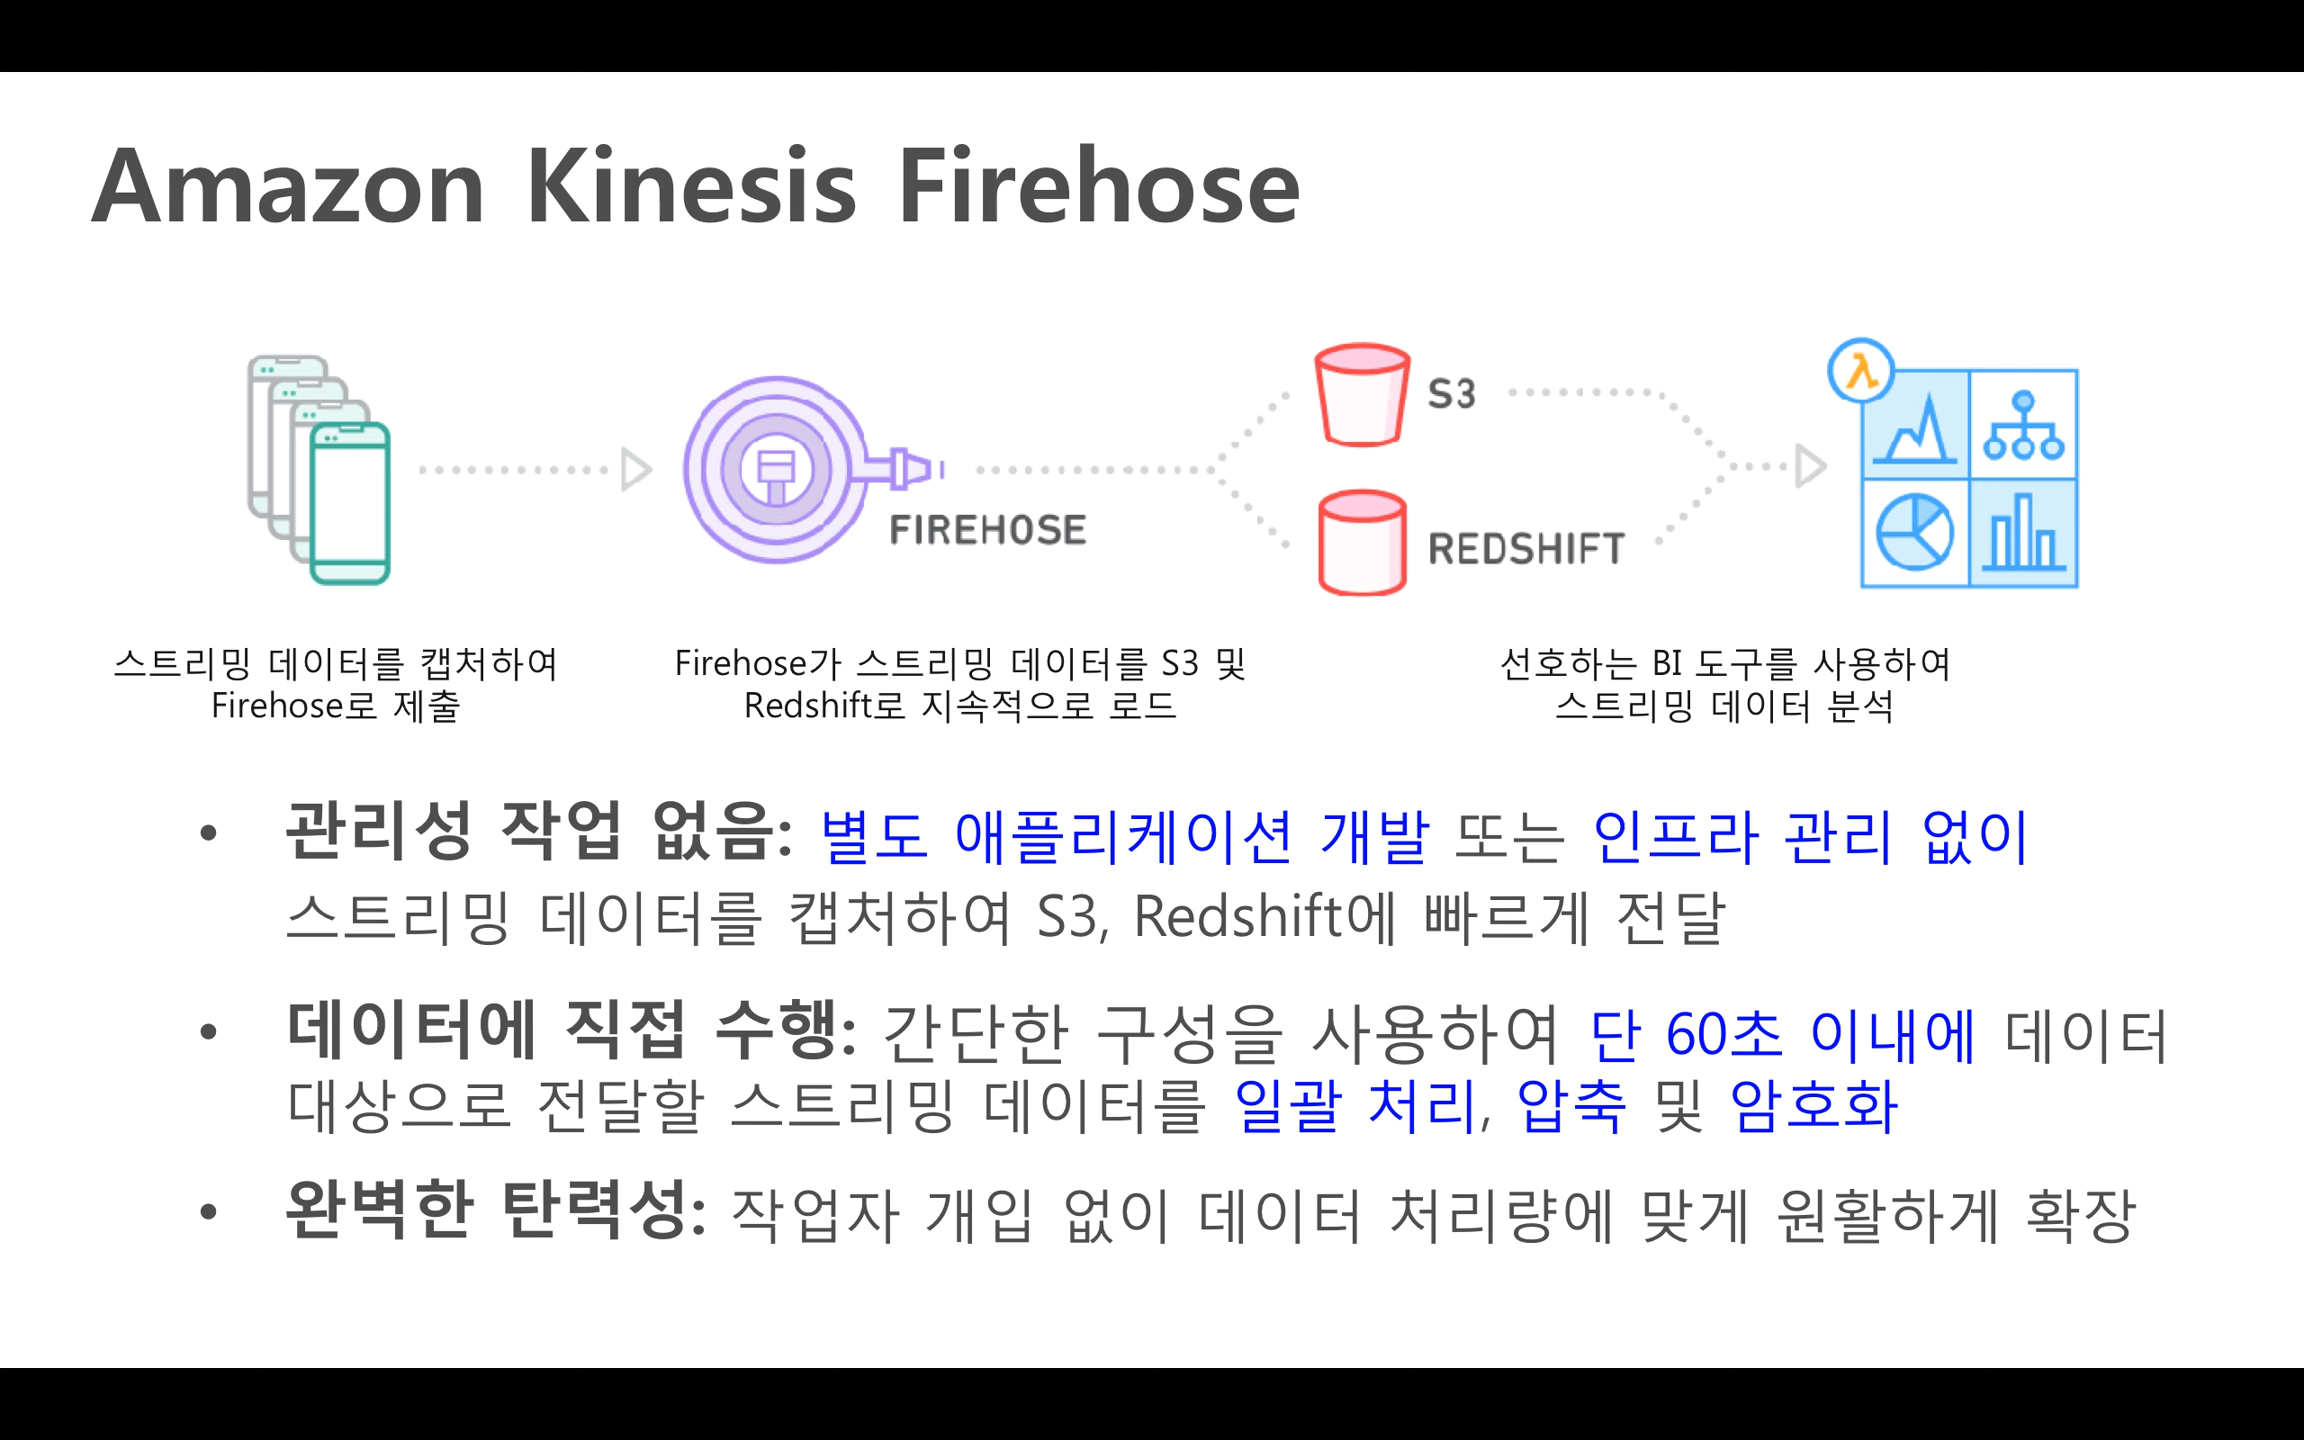 Amazon Kinesis Firehose
S3
FIREHOSE
REDSHIFT
스트리밍 데이터를 캡처하여
Firehose로 제출
Firehose가 스트리밍 데이터를 S3 및
Redshift로 지속적으로 로드
선호하는 BI 도구를 사용하여
스트리밍 데이터 분석
• 관리성 작업 없음: 별도 애플리케이션 개발 또는 인프라 관리 없이
스트리밍 데이터를 캡처하여 S3, Redshift에 빠르게 전달
• 데이터에 직접 수행: 간단한 구성을 사용하여 단 60초 이내에 데이터
대상으로 전달할 스트리밍 데이터를 일괄 처리, 압축 및 암호화
• 완벽한 탄력성: 작업자 개입 없이 데이터 처리량에 맞게 원활하게 확장